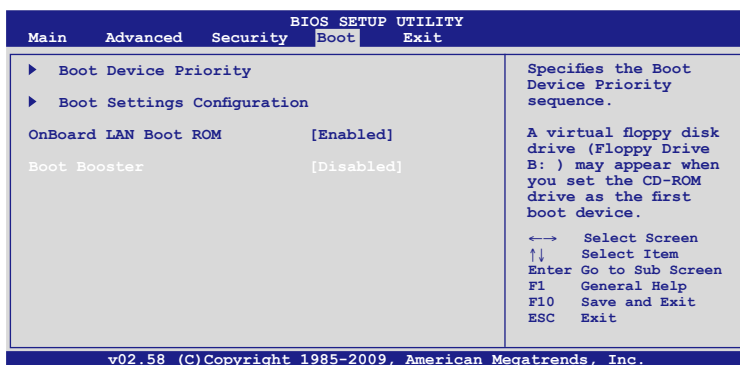 BIOS SETUP UTILITY
Main Advanced Security Boot Exit
▶ Boot Device Priority
▶ Boot Settings Configuration
OnBoard LAN Boot ROM [Enabled]
Boot Booster [Disabled]
Specifies the Boot
Device Priority
sequence.
A virtual floppy disk
drive (Floppy Drive
B: ) may appear when
you set the CD-ROM
drive as the first
boot device.
←→ Select Screen
↑↓ Select Item
Enter Go to Sub Screen
F1 General Help
F10 Save and Exit
ESC Exit
v02.58 (C)Copyright 1985-2009, American Megatrends, Inc.